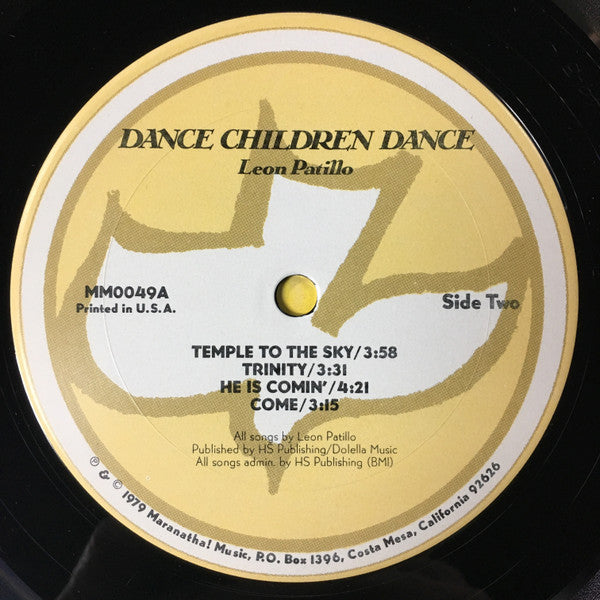 DANCE CHILDREN DANCE
Leon Patillo
MM0049A
Printed in U.S.A.
Side Two
TEMPLE TO THE SKY/3:58
TRINITY/3:31
HE IS COMIN'/4:21
COME/3:15
All songs by Leon Patillo
Published by HS Publishing/Dolella Music
All songs admin. by HS Publishing (BMI)
℗ & © 1979 Maranatha! Music, P.O. Box 1396, Costa Mesa, California 92626